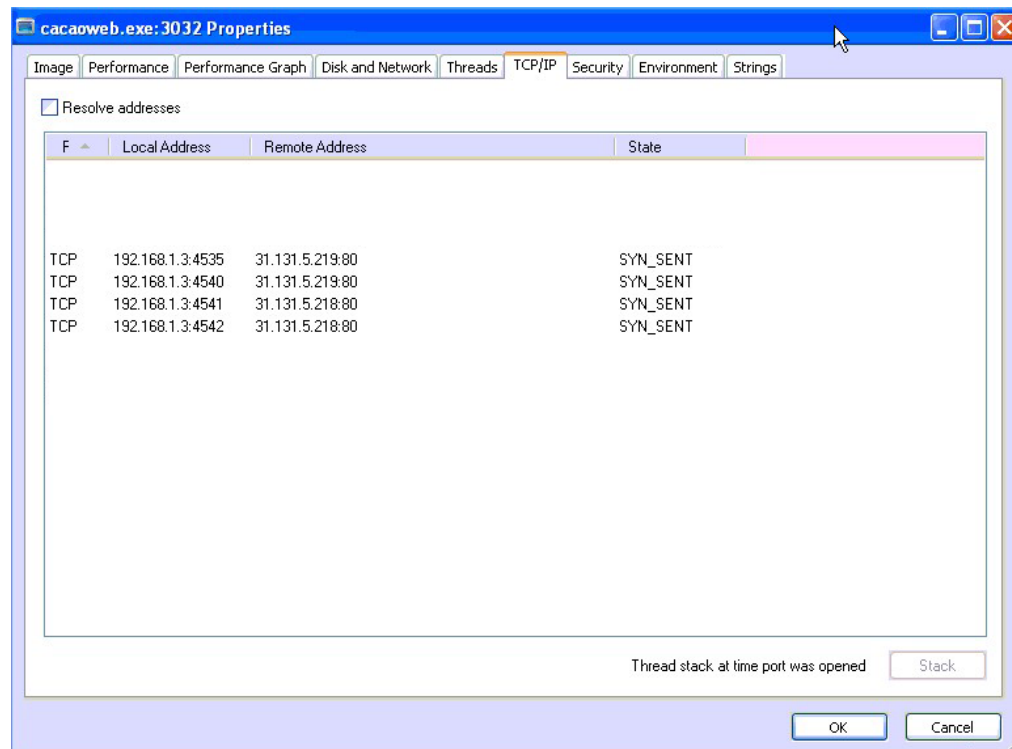 cacaoweb.exe:3032 Properties
Image Performance Performance Graph Disk and Network Threads TCP/IP Security Environment Strings
Resolve addresses
F Local Address Remote Address State
TCP 192.168.1.3:4535 31.131.5.219:80 SYN_SENT
TCP 192.168.1.3:4540 31.131.5.219:80 SYN_SENT
TCP 192.168.1.3:4541 31.131.5.218:80 SYN_SENT
TCP 192.168.1.3:4542 31.131.5.218:80 SYN_SENT
Thread stack at time port was opened Stack
OK Cancel